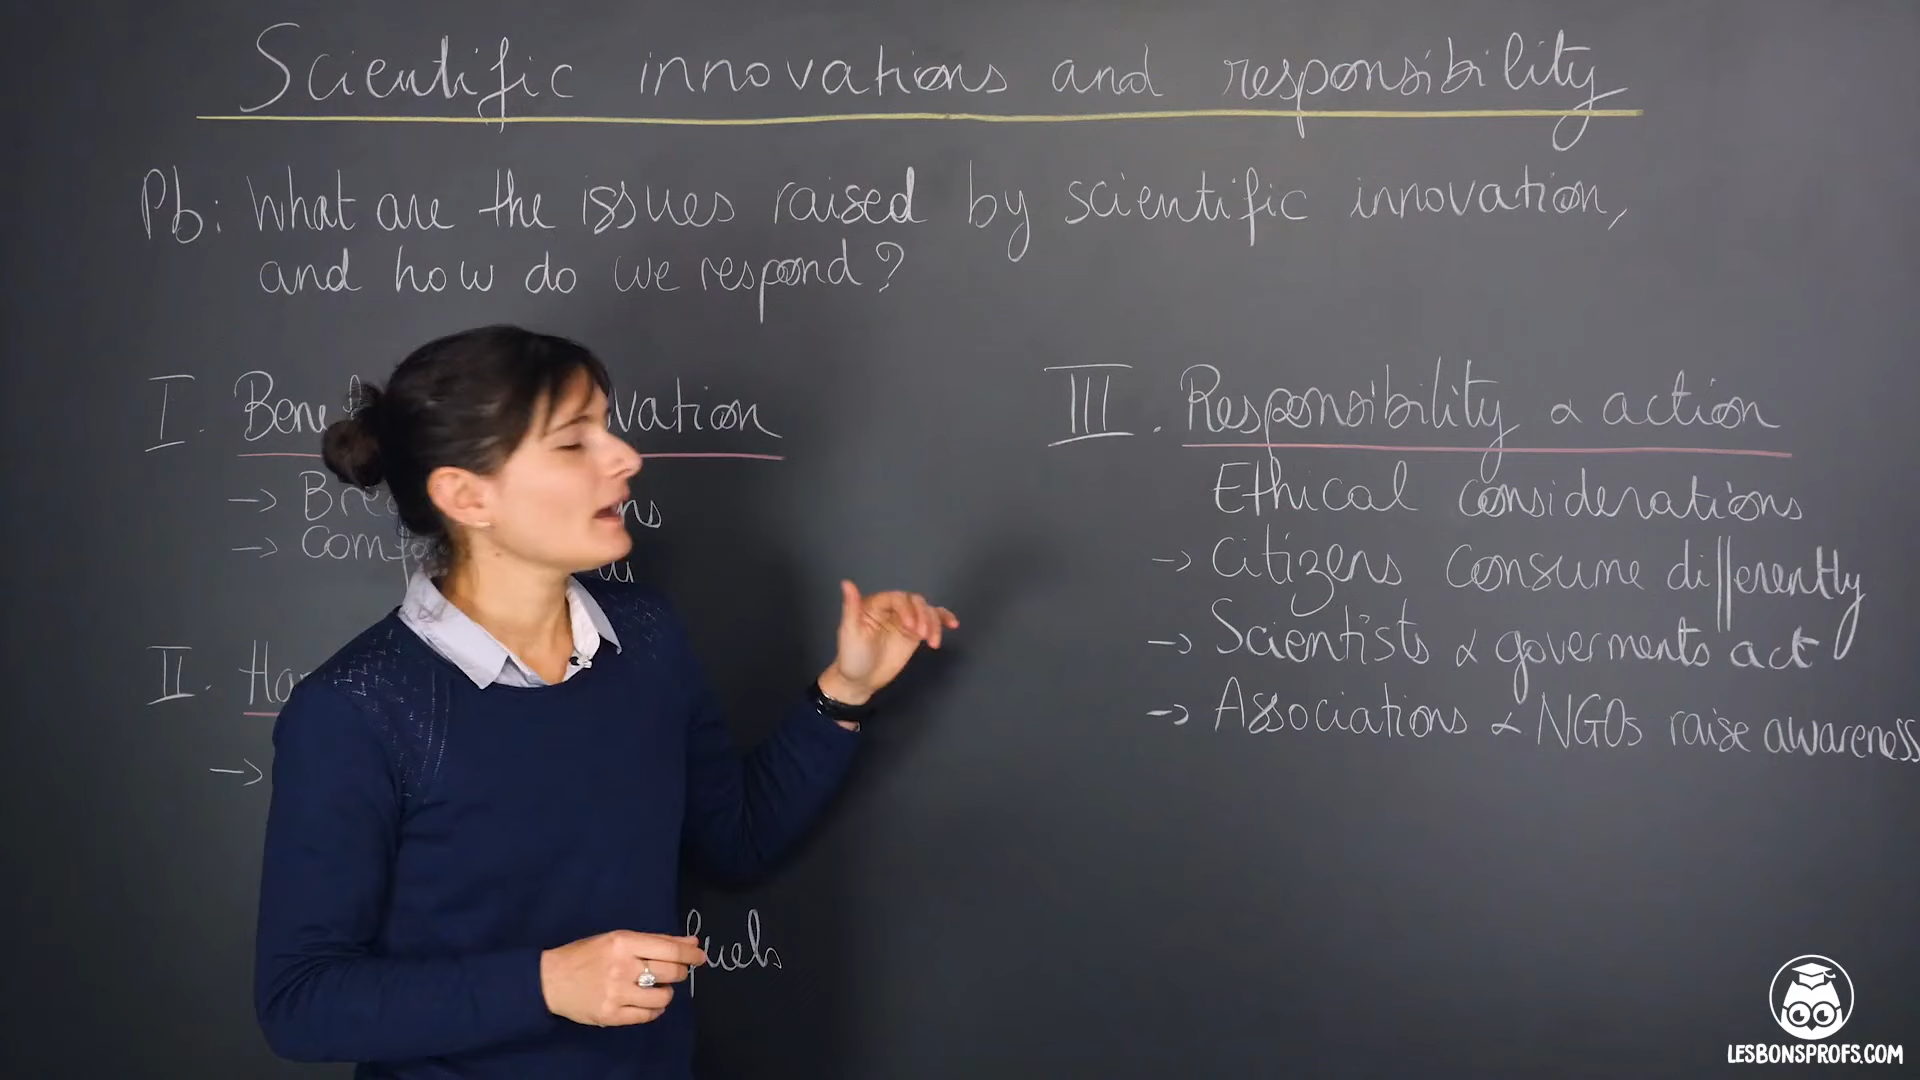 Scientific innovations and responsibility
Pb: What are the issues raised by scientific innovation,
and how do we respond?
I. Bene vation
→ Bre ns
→ Comfo
II. Ha
→
fuels
III. Responsibility & action
Ethical considerations
→ Citizens consume differently
→ Scientists & goverments act
→ Associations & NGOs raise awareness
LESBONSPROFS.COM